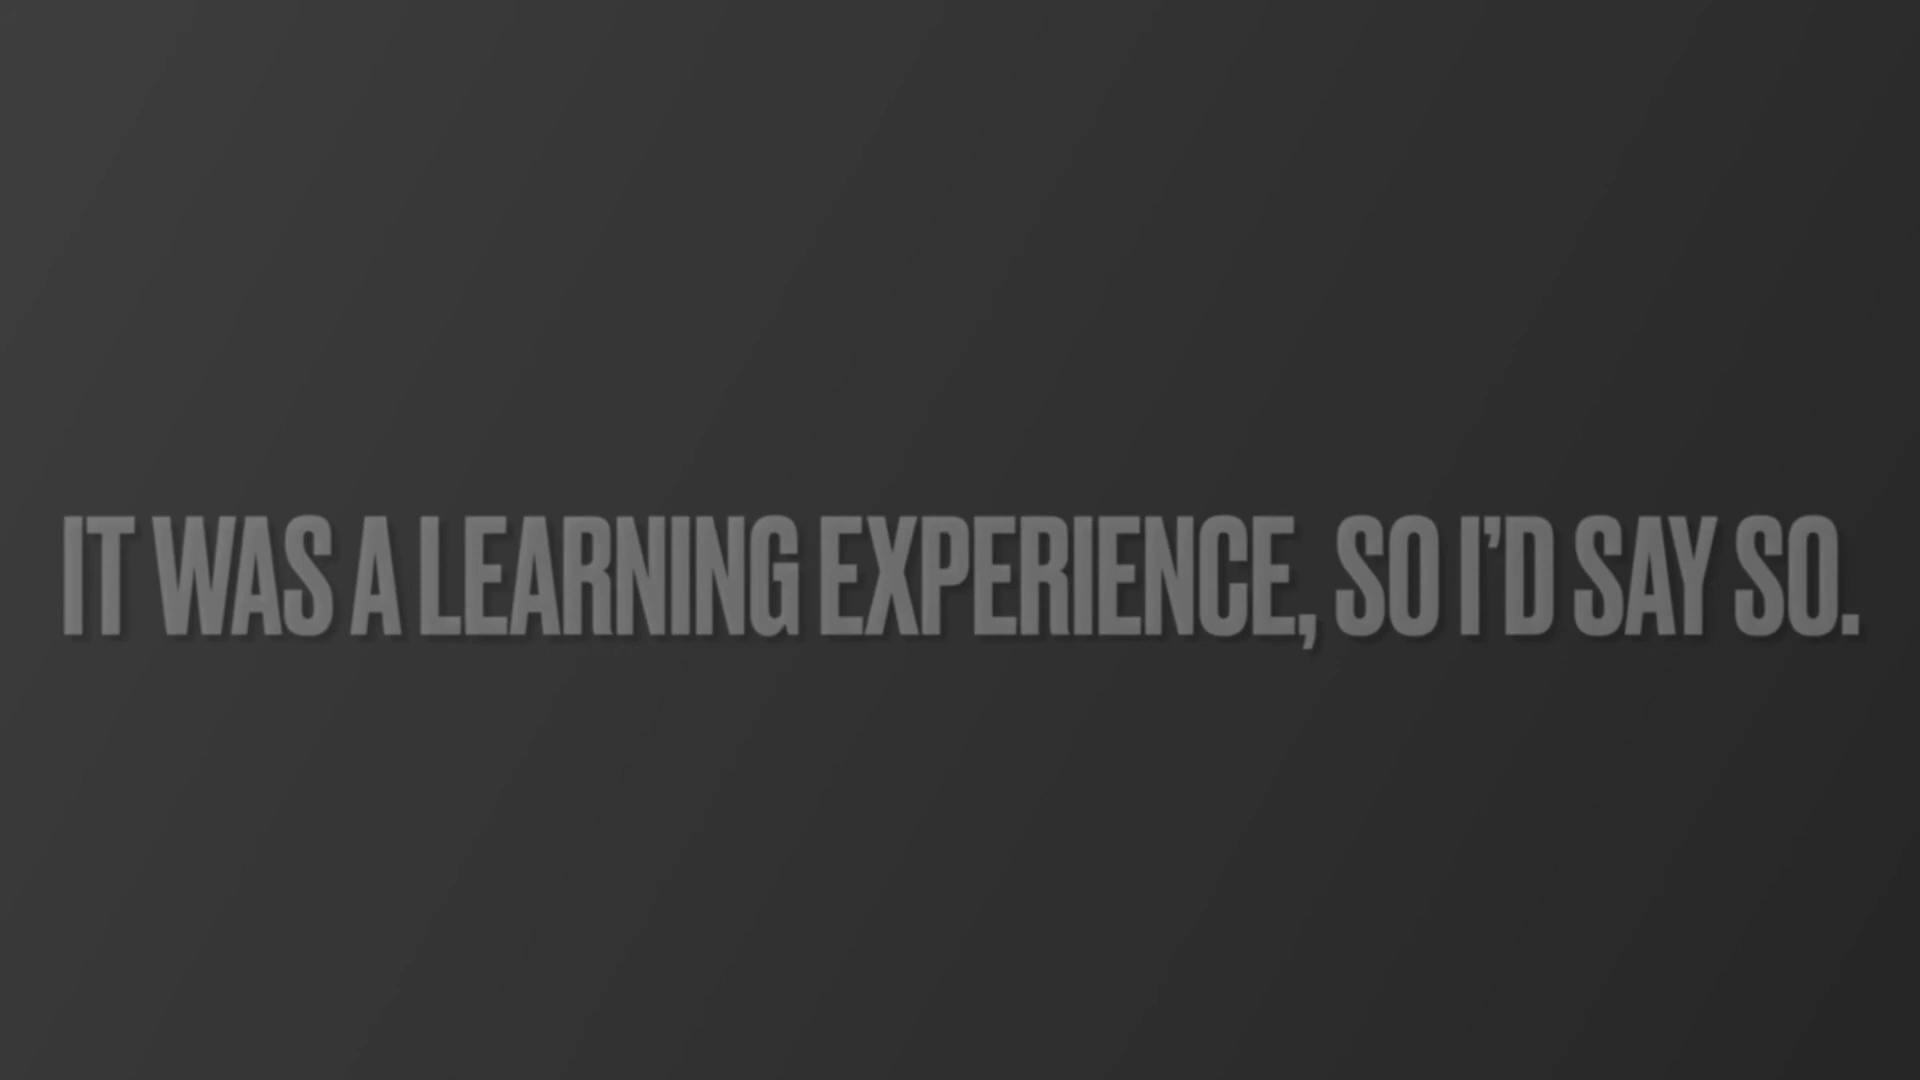 IT WAS A LEARNING EXPERIENCE, SO I’D SAY SO.